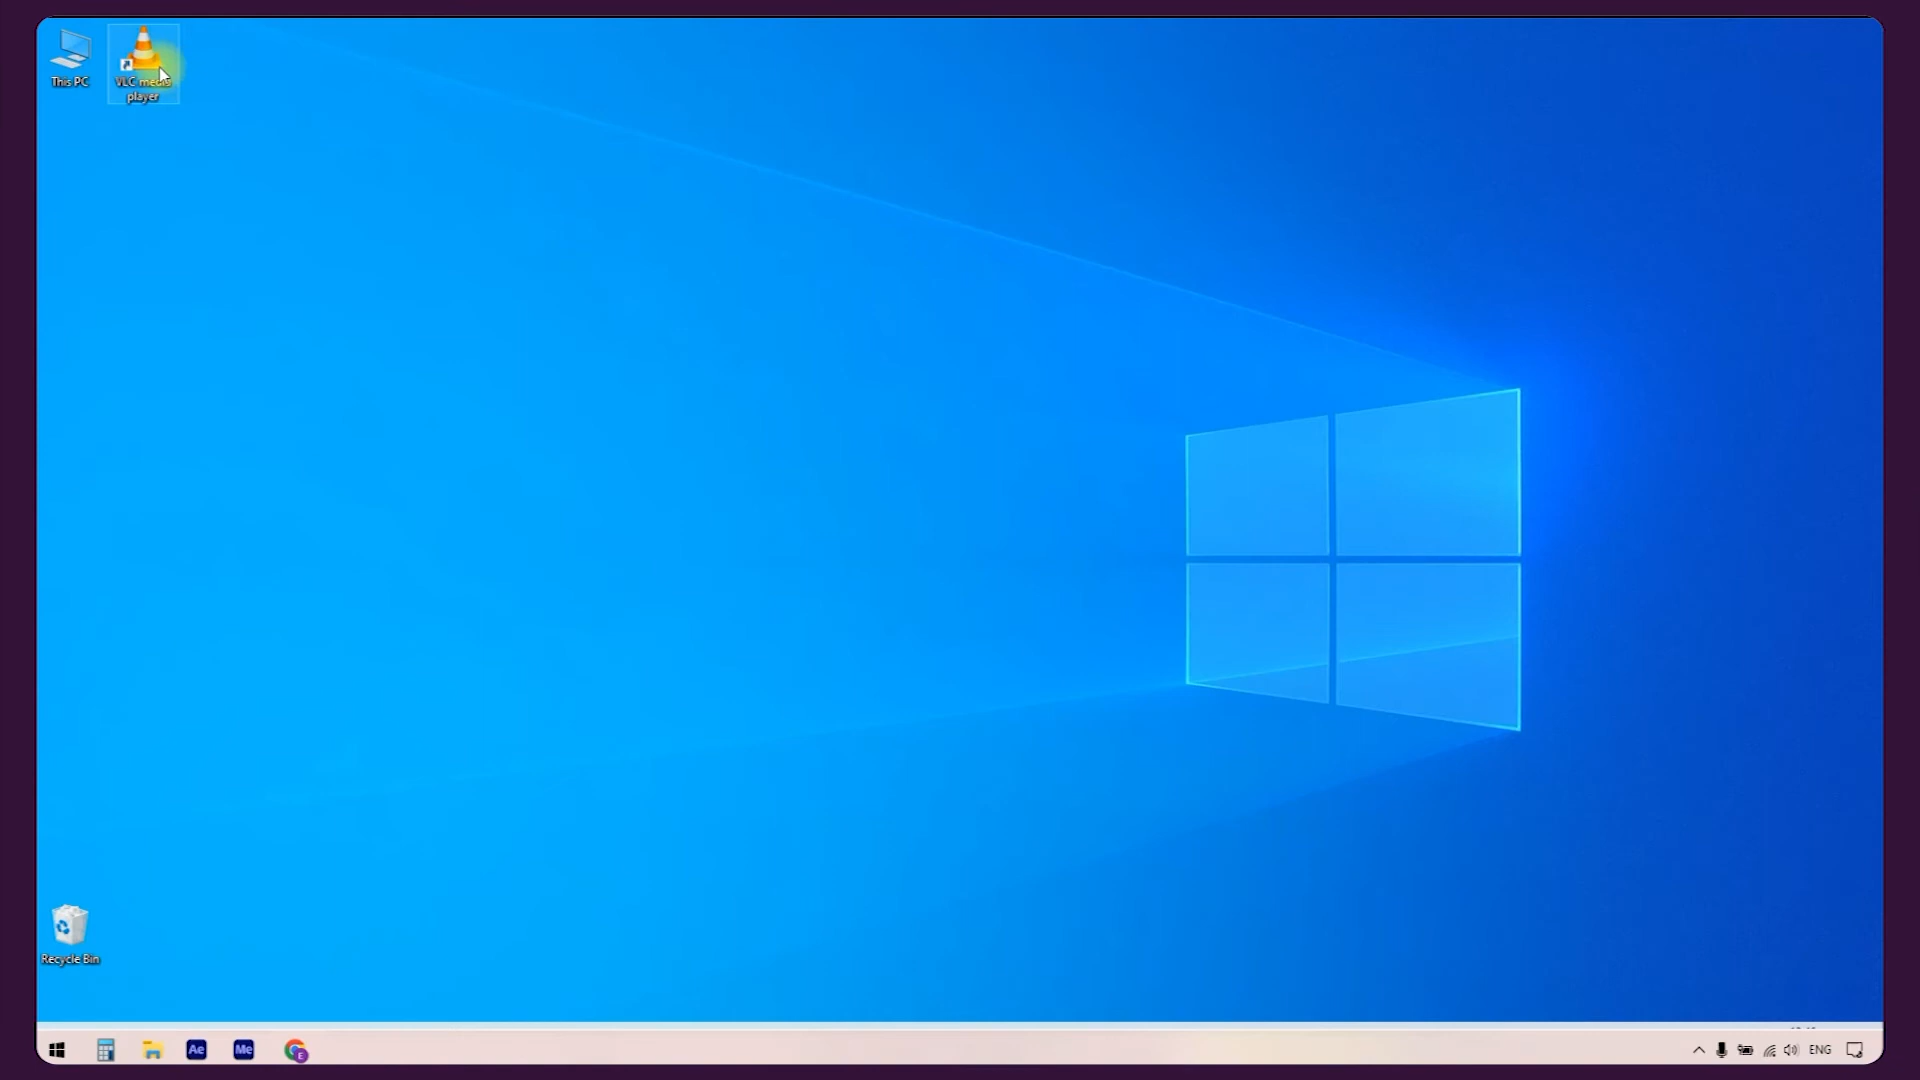 This PC
VLC media
player
Recycle Bin
Ae
Me
E
ENG